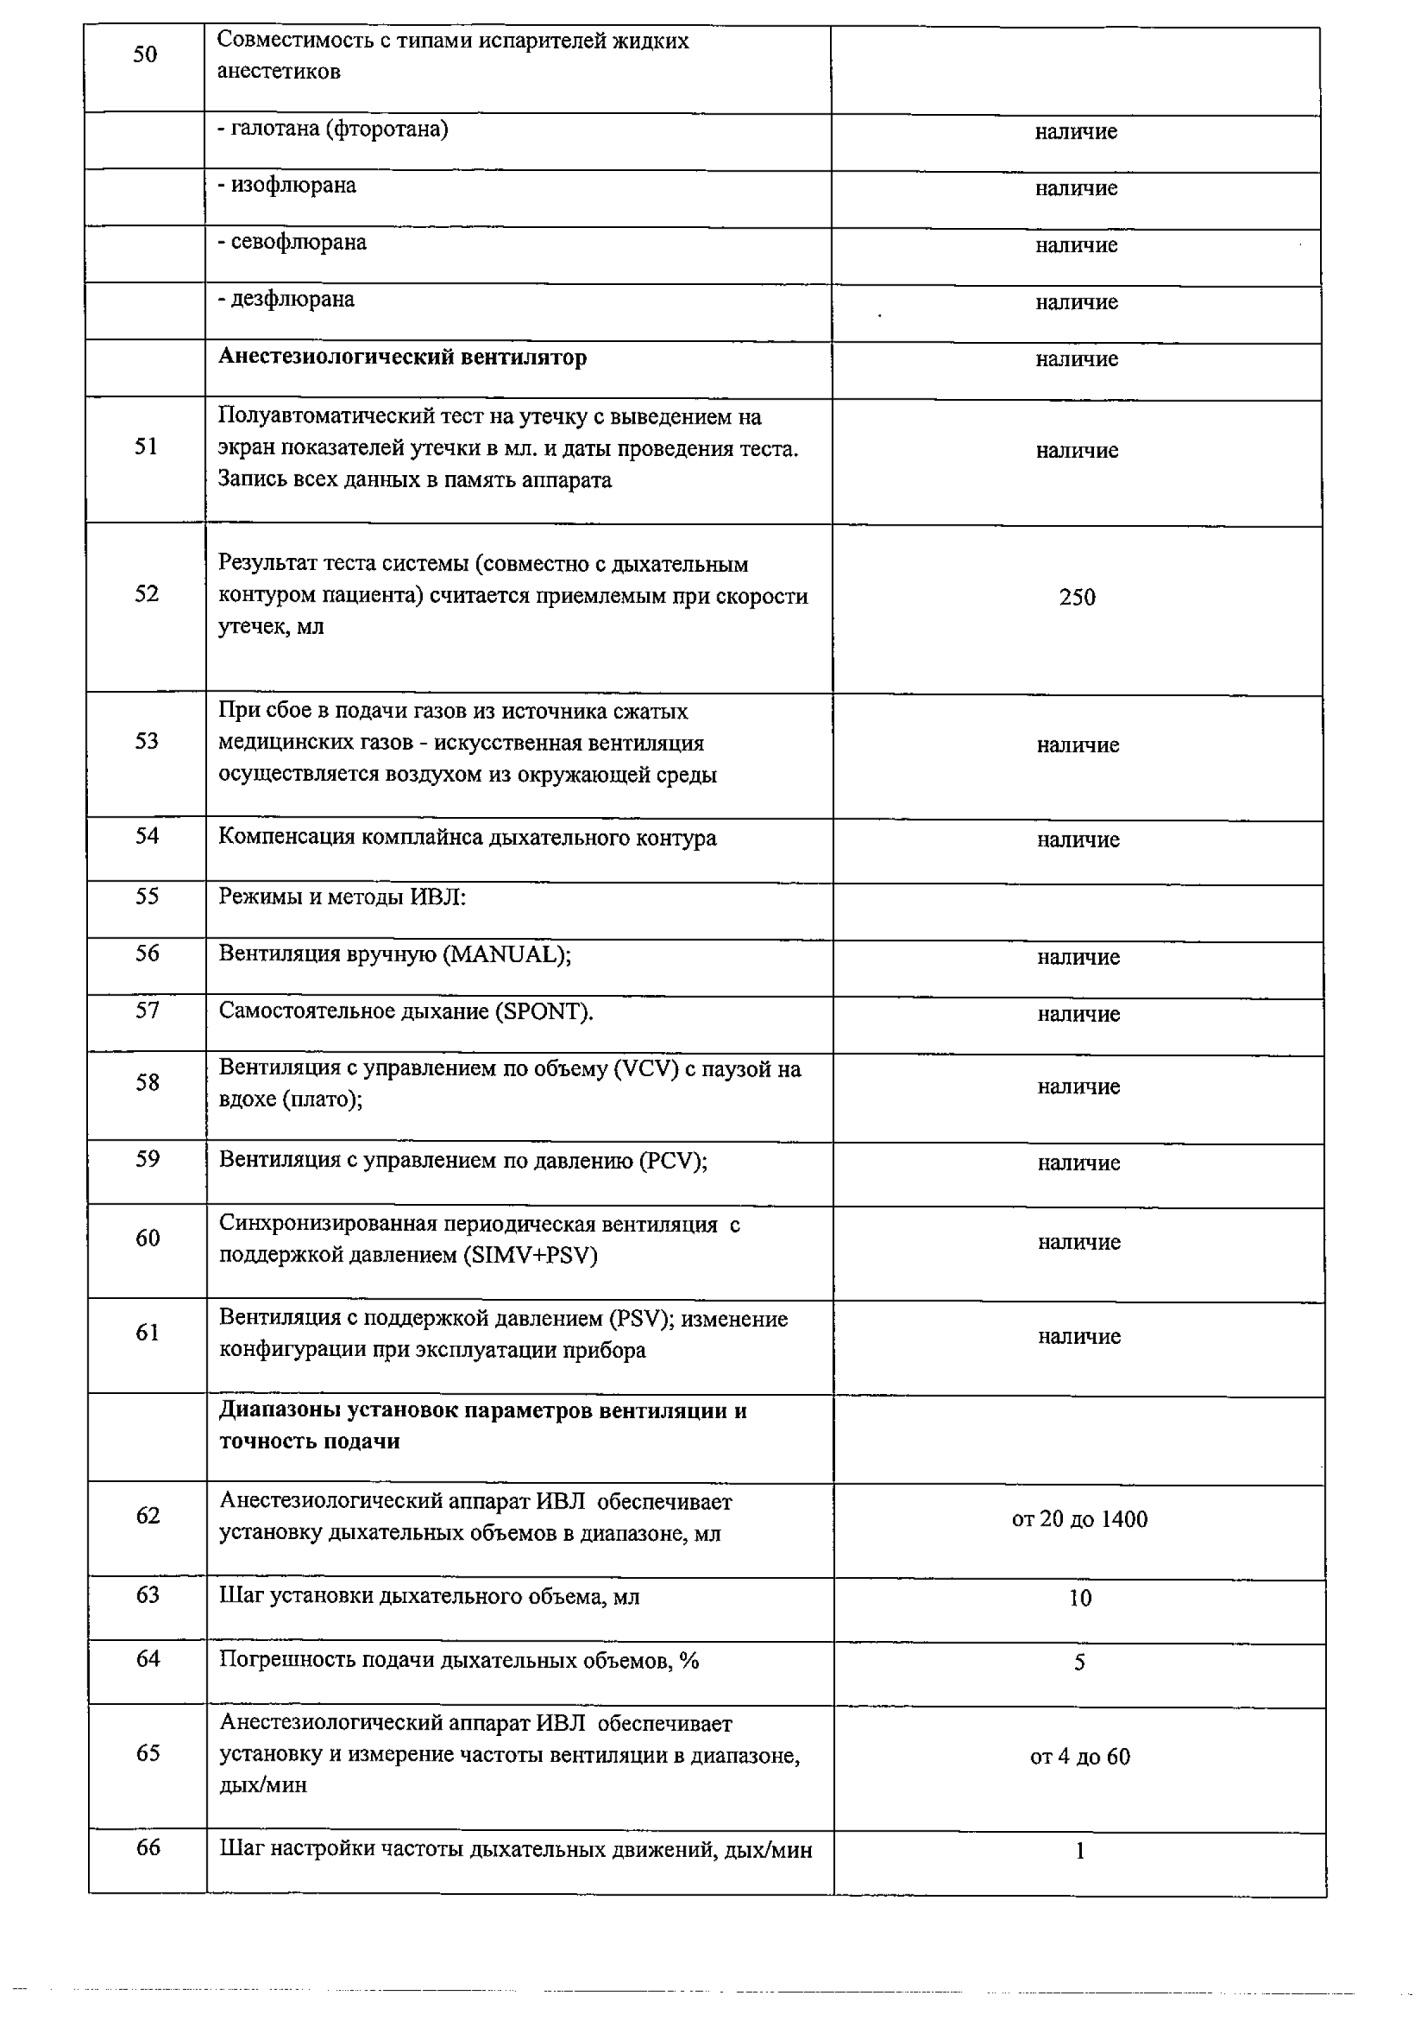 50
Совместимость с типами испарителей жидких
анестетиков
- галотана (фторотана)
наличие
- изофлюрана
наличие
- севофлюрана
наличие
- дезфлюрана
наличие
Анестезиологический вентилятор
наличие
51
Полуавтоматический тест на утечку с выведением на
экран показателей утечки в мл. и даты проведения теста.
Запись всех данных в память аппарата
наличие
52
Результат теста системы (совместно с дыхательным
контуром пациента) считается приемлемым при скорости
утечек, мл
250
53
При сбое в подачи газов из источника сжатых
медицинских газов - искусственная вентиляция
осуществляется воздухом из окружающей среды
наличие
54
Компенсация комплайнса дыхательного контура
наличие
55
Режимы и методы ИВЛ:
56
Вентиляция вручную (MANUAL);
наличие
57
Самостоятельное дыхание (SPONT).
наличие
58
Вентиляция с управлением по объему (VCV) с паузой на
вдохе (плато);
наличие
59
Вентиляция с управлением по давлению (PCV);
наличие
60
Синхронизированная периодическая вентиляция с
поддержкой давлением (SIMV+PSV)
наличие
61
Вентиляция с поддержкой давлением (PSV); изменение
конфигурации при эксплуатации прибора
наличие
Диапазоны установок параметров вентиляции и
точность подачи
62
Анестезиологический аппарат ИВЛ обеспечивает
установку дыхательных объемов в диапазоне, мл
от 20 до 1400
63
Шаг установки дыхательного объема, мл
10
64
Погрешность подачи дыхательных объемов, %
5
65
Анестезиологический аппарат ИВЛ обеспечивает
установку и измерение частоты вентиляции в диапазоне,
дых/мин
от 4 до 60
66
Шаг настройки частоты дыхательных движений, дых/мин
1